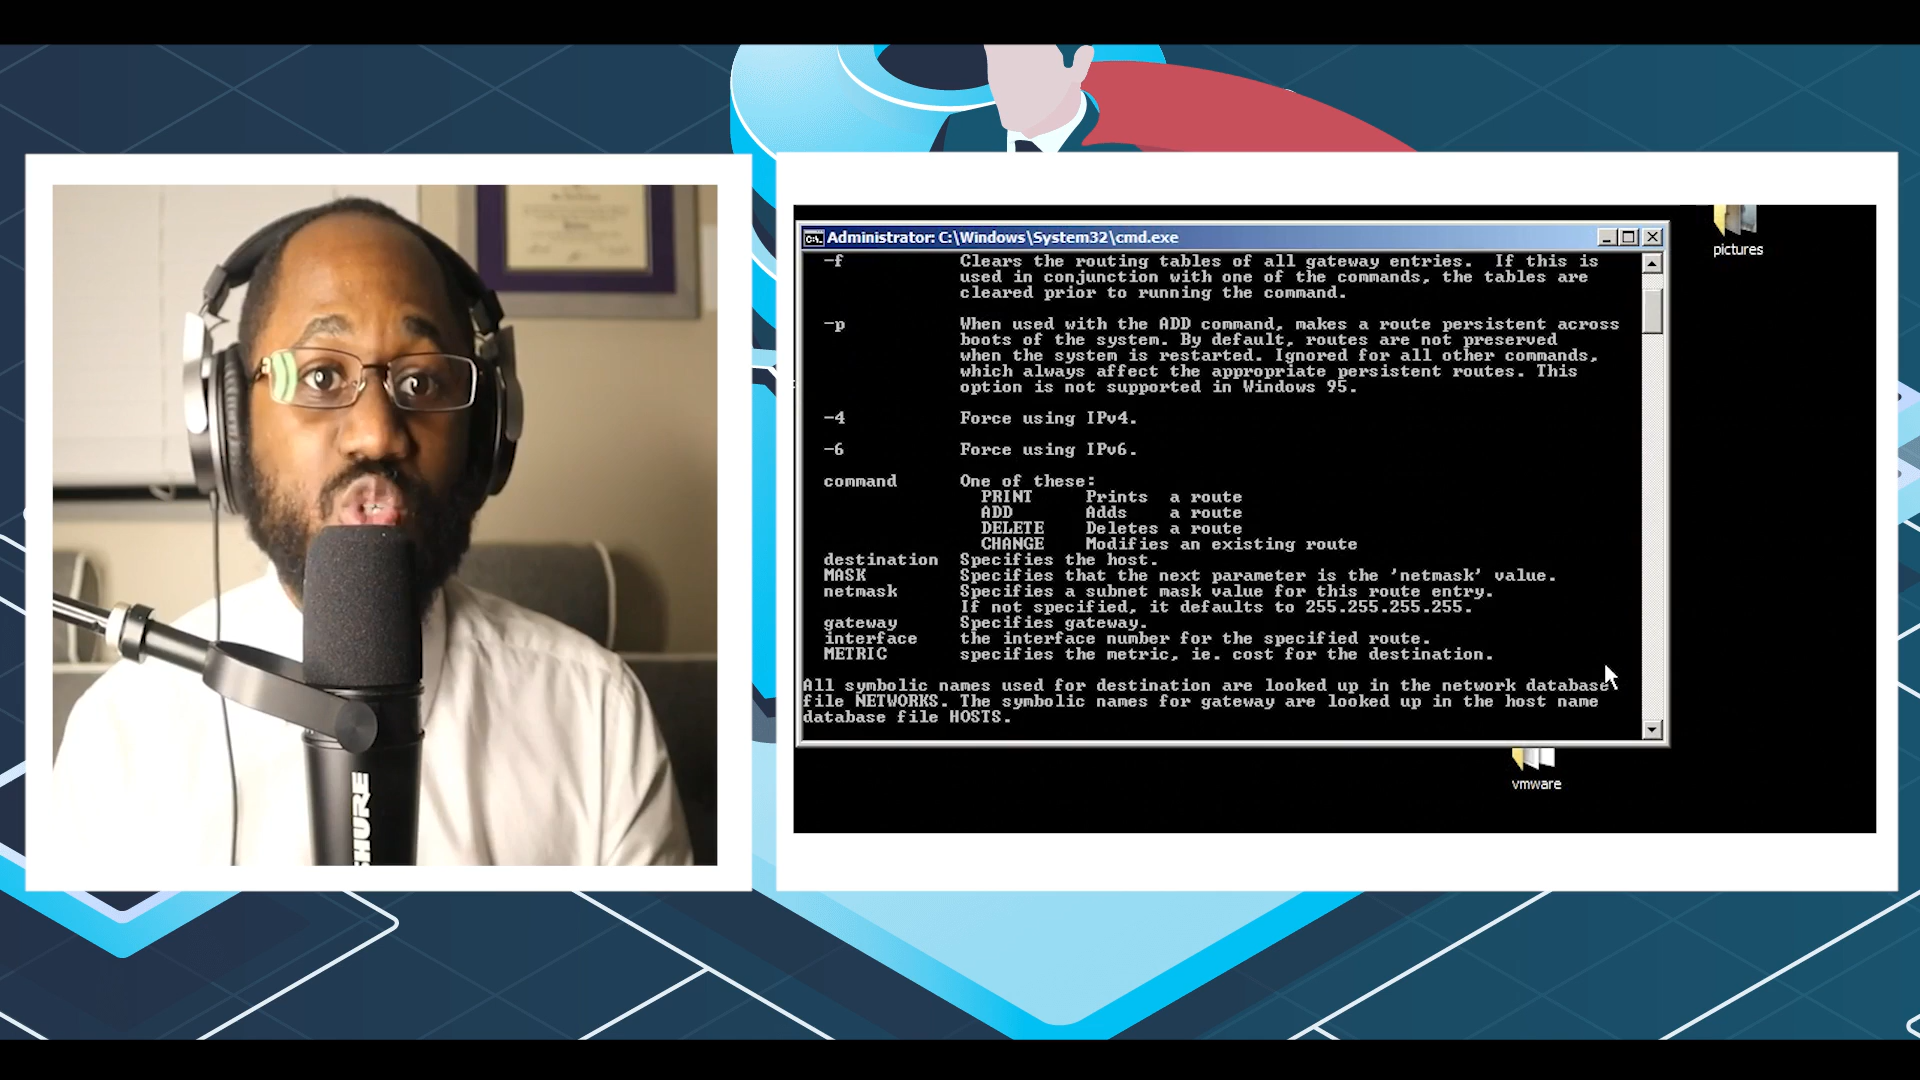 SHURE
Administrator: C:\Windows\System32\cmd.exe
-f Clears the routing tables of all gateway entries. If this is
used in conjunction with one of the commands, the tables are
cleared prior to running the command.
-p When used with the ADD command, makes a route persistent across
boots of the system. By default, routes are not preserved
when the system is restarted. Ignored for all other commands,
which always affect the appropriate persistent routes. This
option is not supported in Windows 95.
-4 Force using IPv4.
-6 Force using IPv6.
command One of these:
PRINT Prints a route
ADD Adds a route
DELETE Deletes a route
CHANGE Modifies an existing route
destination Specifies the host.
MASK Specifies that the next parameter is the 'netmask' value.
netmask Specifies a subnet mask value for this route entry.
If not specified, it defaults to 255.255.255.255.
gateway Specifies gateway.
interface the interface number for the specified route.
METRIC specifies the metric, ie. cost for the destination.
All symbolic names used for destination are looked up in the network database
file NETWORKS. The symbolic names for gateway are looked up in the host name
database file HOSTS.
pictures
vmware